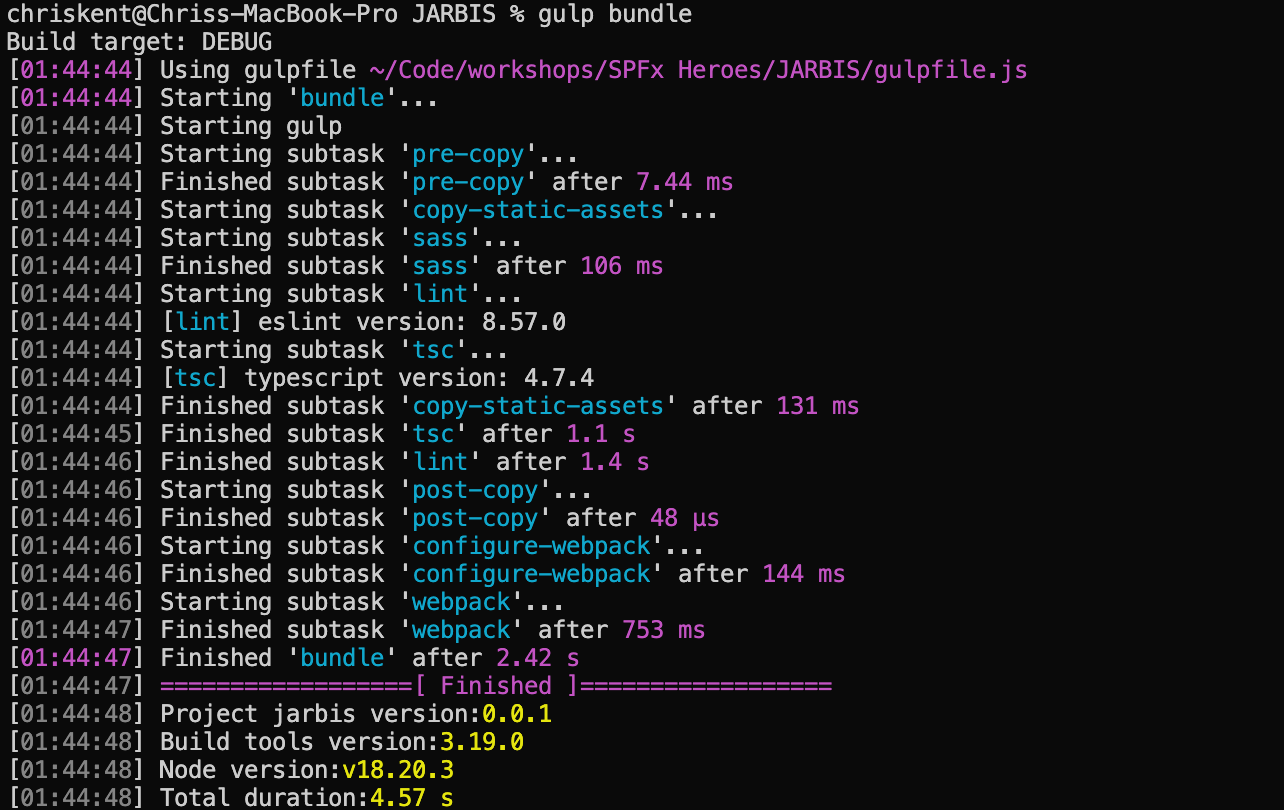 chriskent@Chriss-MacBook-Pro JARBIS % gulp bundle
Build target: DEBUG
[01:44:44] Using gulpfile ~/Code/workshops/SPFx Heroes/JARBIS/gulpfile.js
[01:44:44] Starting 'bundle'...
[01:44:44] Starting gulp
[01:44:44] Starting subtask 'pre-copy'...
[01:44:44] Finished subtask 'pre-copy' after 7.44 ms
[01:44:44] Starting subtask 'copy-static-assets'...
[01:44:44] Starting subtask 'sass'...
[01:44:44] Finished subtask 'sass' after 106 ms
[01:44:44] Starting subtask 'lint'...
[01:44:44] [lint] eslint version: 8.57.0
[01:44:44] Starting subtask 'tsc'...
[01:44:44] [tsc] typescript version: 4.7.4
[01:44:44] Finished subtask 'copy-static-assets' after 131 ms
[01:44:45] Finished subtask 'tsc' after 1.1 s
[01:44:46] Finished subtask 'lint' after 1.4 s
[01:44:46] Starting subtask 'post-copy'...
[01:44:46] Finished subtask 'post-copy' after 48 μs
[01:44:46] Starting subtask 'configure-webpack'...
[01:44:46] Finished subtask 'configure-webpack' after 144 ms
[01:44:46] Starting subtask 'webpack'...
[01:44:47] Finished subtask 'webpack' after 753 ms
[01:44:47] Finished 'bundle' after 2.42 s
[01:44:47] ==================[ Finished ]==================
[01:44:48] Project jarbis version:0.0.1
[01:44:48] Build tools version:3.19.0
[01:44:48] Node version:v18.20.3
[01:44:48] Total duration:4.57 s